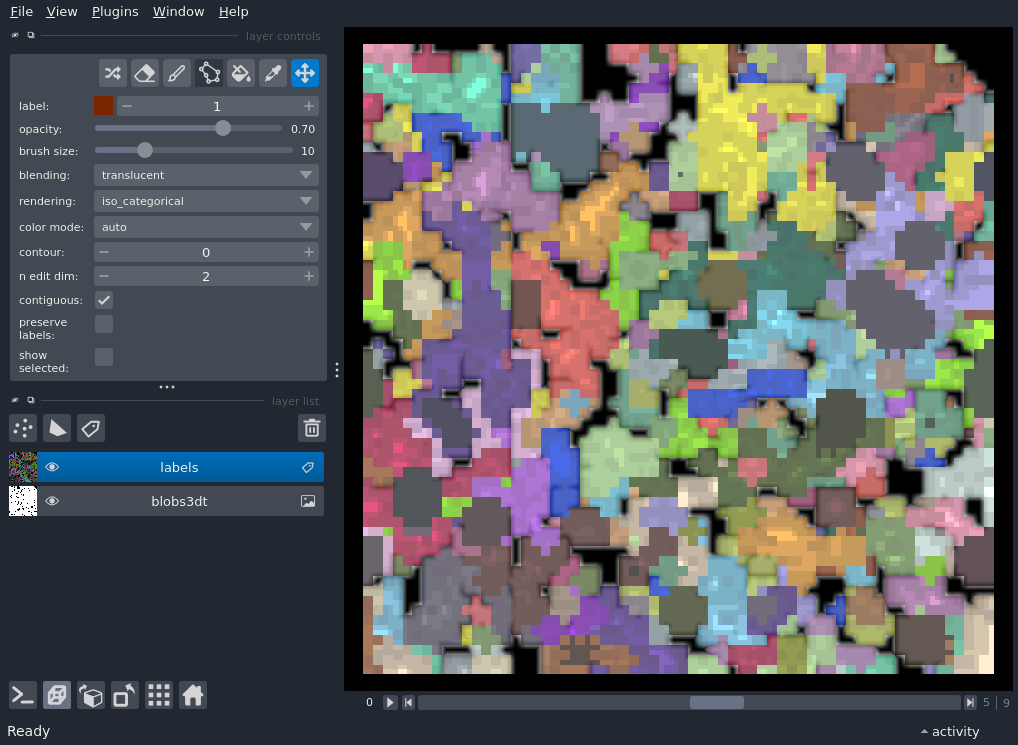 File View Plugins Window Help
layer controls
label: 1
opacity: 0.70
brush size: 10
blending: translucent
rendering: iso_categorical
color mode: auto
contour: 0
n edit dim: 2
contiguous:
preserve
labels:
show
selected:
layer list
labels
blobs3dt
0 5 9
Ready activity